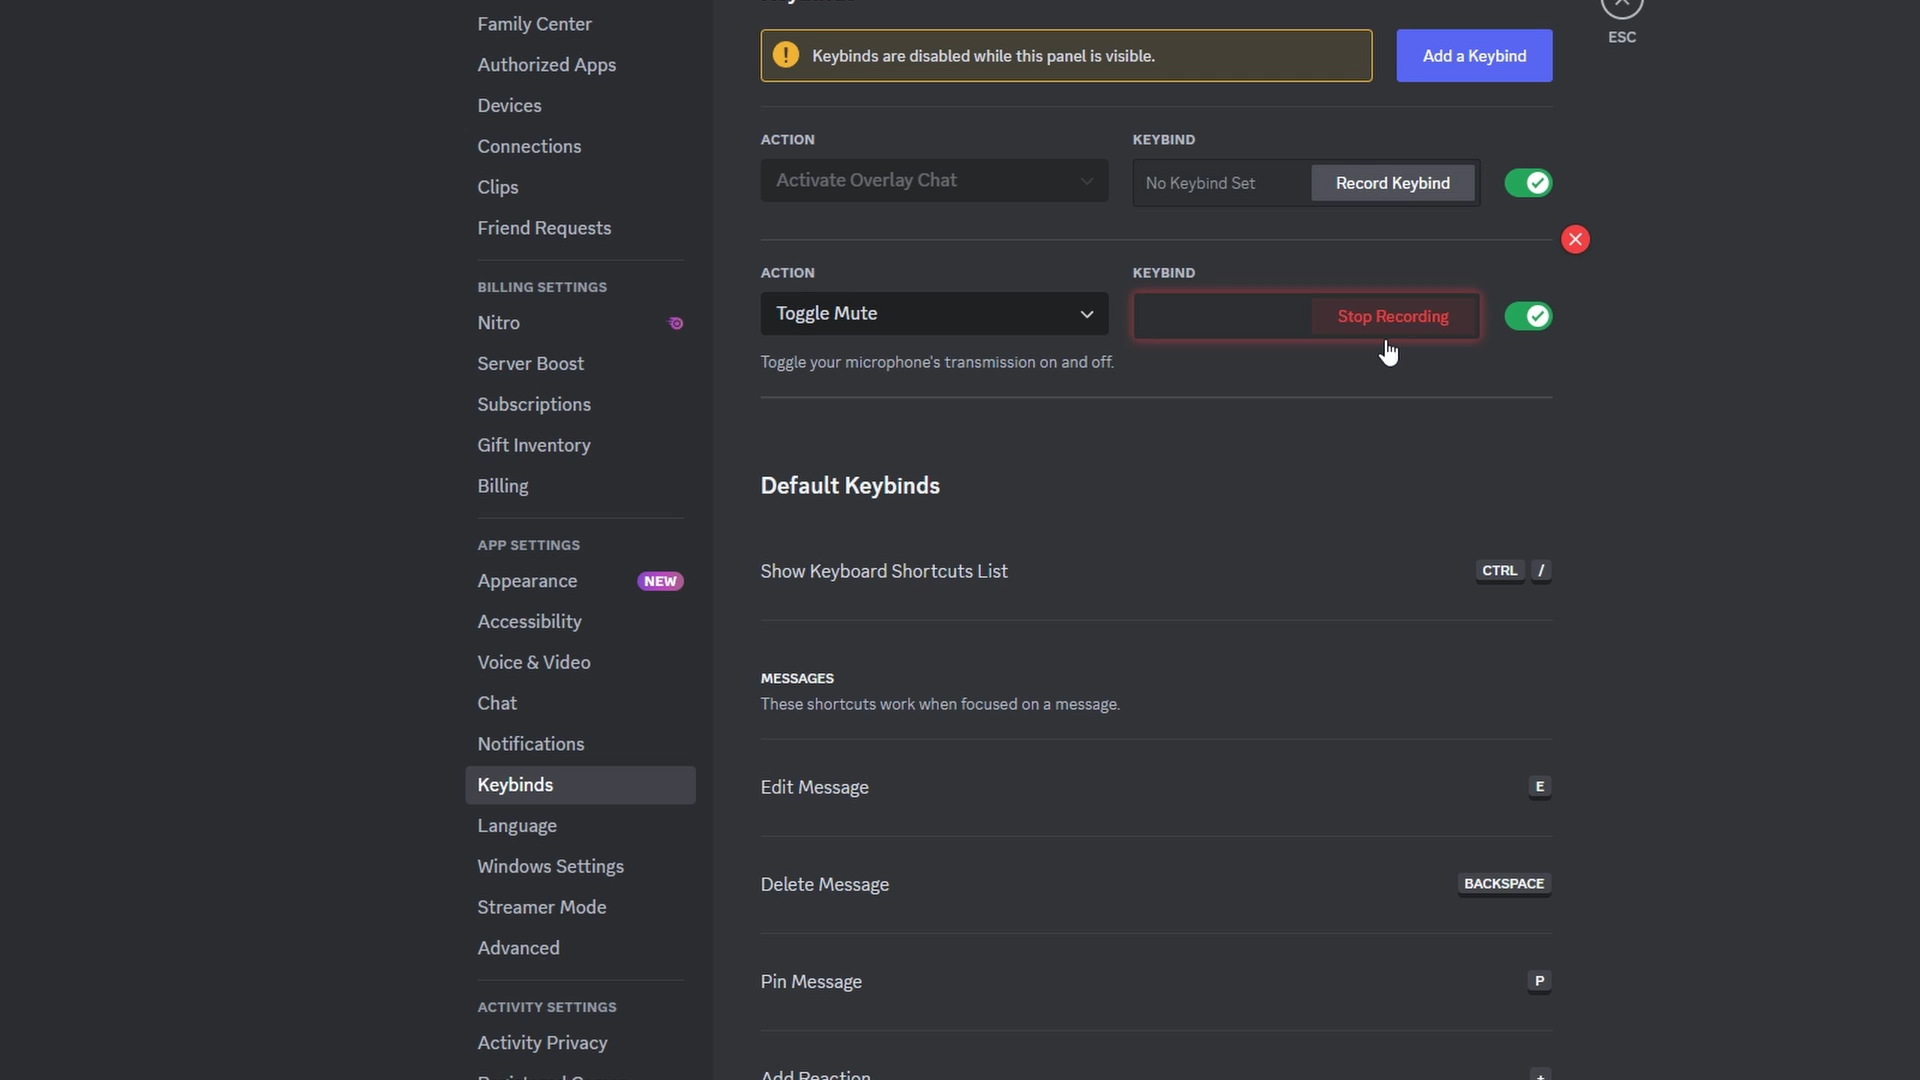 Family Center
Authorized Apps
Devices
Connections
Clips
Friend Requests
BILLING SETTINGS
Nitro
Server Boost
Subscriptions
Gift Inventory
Billing
APP SETTINGS
Appearance NEW
Accessibility
Voice & Video
Chat
Notifications
Keybinds
Language
Windows Settings
Streamer Mode
Advanced
ACTIVITY SETTINGS
Activity Privacy
Keybinds are disabled while this panel is visible.
Add a Keybind
ESC
ACTION KEYBIND
Activate Overlay Chat No Keybind Set Record Keybind
ACTION KEYBIND
Toggle Mute Stop Recording
Toggle your microphone's transmission on and off.
Default Keybinds
Show Keyboard Shortcuts List CTRL /
MESSAGES
These shortcuts work when focused on a message.
Edit Message E
Delete Message BACKSPACE
Pin Message P
Add Reaction +